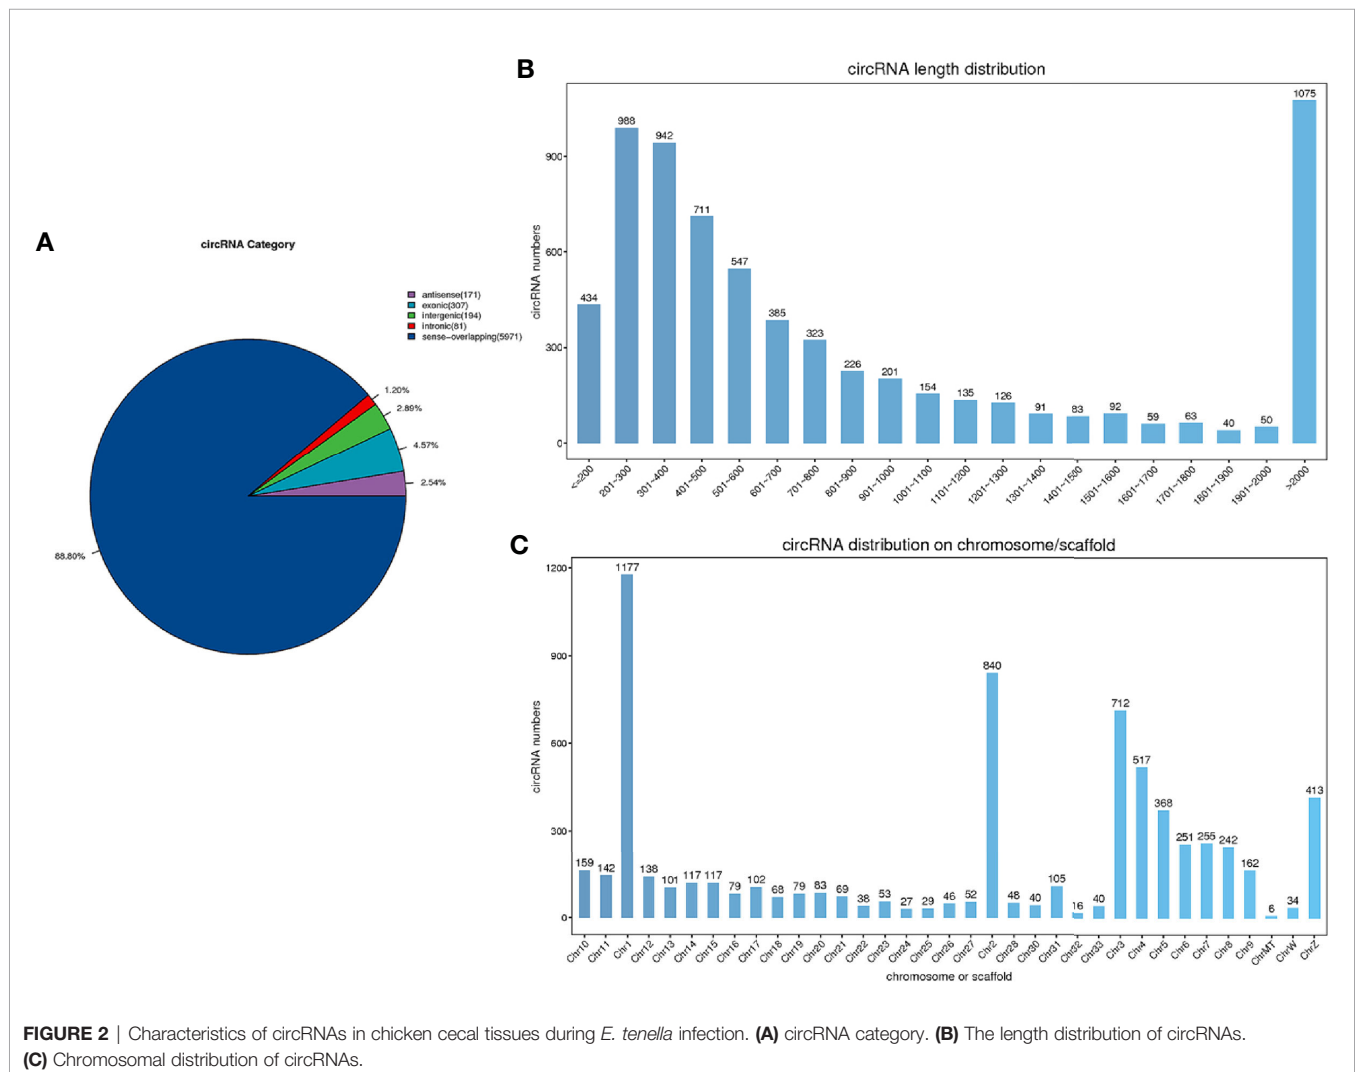 A
circRNA Category
antisense(171)
exonic(307)
intergenic(194)
intronic(81)
sense-overlapping(5971)
1.20%
2.89%
4.57%
2.54%
88.80%
B
circRNA length distribution
circRNA numbers
900
600
300
0
434
988
942
711
547
385
323
226
201
154
135
126
91
83
92
59
63
40
50
1075
<=200
201~300
301~400
401~500
501~600
601~700
701~800
801~900
901~1000
1001~1100
1101~1200
1201~1300
1301~1400
1401~1500
1501~1600
1601~1700
1701~1800
1801~1900
1901~2000
>2000
C
circRNA distribution on chromosome/scaffold
circRNA numbers
1200
900
600
300
0
159
142
1177
138
101
117
117
79
102
68
79
83
69
38
53
27
29
46
52
840
48
40
105
16
40
712
517
368
251
255
242
162
6
34
413
Chr10
Chr11
Chr1
Chr12
Chr13
Chr14
Chr15
Chr16
Chr17
Chr18
Chr19
Chr20
Chr21
Chr22
Chr23
Chr24
Chr25
Chr26
Chr27
Chr2
Chr28
Chr30
Chr31
Chr32
Chr33
Chr3
Chr4
Chr5
Chr6
Chr7
Chr8
Chr9
ChrMT
ChrW
ChrZ
chromosome or scaffold
FIGURE 2 | Characteristics of circRNAs in chicken cecal tissues during E. tenella infection. (A) circRNA category. (B) The length distribution of circRNAs.
(C) Chromosomal distribution of circRNAs.